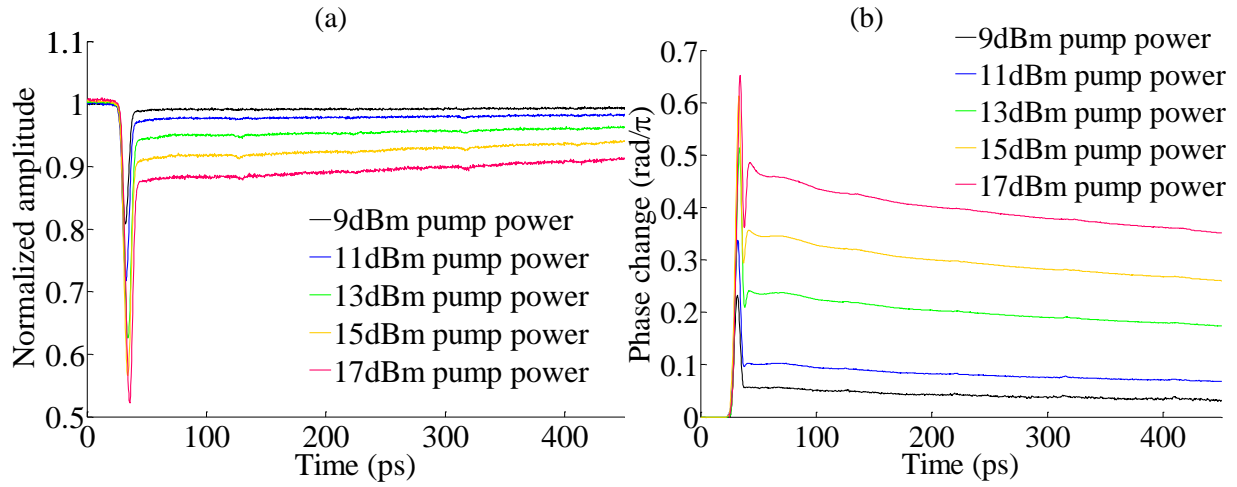 (a)
1.1
1
0.9
0.8
0.7
0.6
0.5
Normalized amplitude
0
100
200
300
400
Time (ps)
9dBm pump power
11dBm pump power
13dBm pump power
15dBm pump power
17dBm pump power
(b)
0.7
0.6
0.5
0.4
0.3
0.2
0.1
0
Phase change (rad/π)
0
100
200
300
400
Time (ps)
9dBm pump power
11dBm pump power
13dBm pump power
15dBm pump power
17dBm pump power